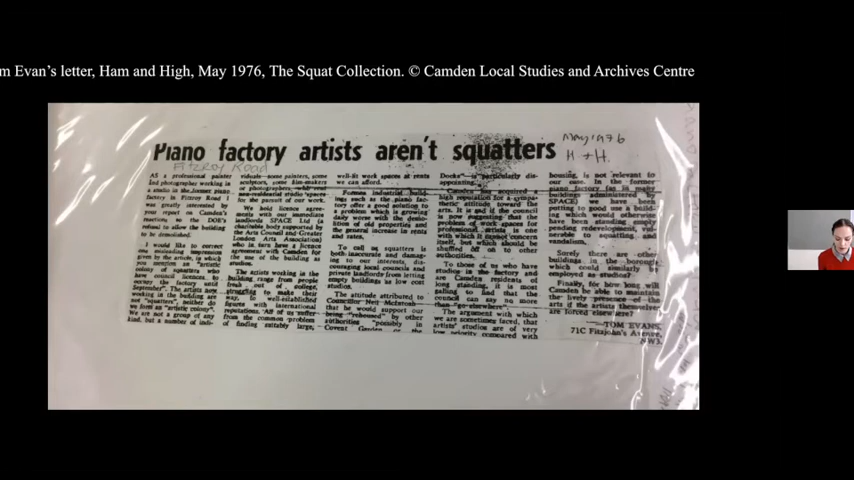 m Evan's letter, Ham and High, May 1976, The Squat Collection. © Camden Local Studies and Archives Centre
Piano factory artists aren't squatters
May 1976
H + H.
Fitzroy Road
AS a professional painter
and photographer working in
a studio in the former piano
factory in Fitzroy Road I
was greatly interested by
your report on Camden's
reactions to the DOE's
refusal to allow the building
to be demolished.
I would like to correct
one misleading impression
given by the article, in which
you mention an "artistic
colony of squatters who
occupy the factory until
September". The artists now
working in the building are
not "squatters", neither do
we form an "artistic colony".
We are not a group of any
kind, but a number of indi-
viduals—some painters, some
sculptors, some film-makers
or photographers,
non-residential studio spaces
for the pursuit of our work.
We hold licence agree-
ments with our immediate
landlords SPACE Ltd (a
charitable body supported by
the Arts Council and Greater
London Arts Association)
who in turn have a licence
agreement with Camden for
the use of the building as
studios.
The artists working in the
building range from people
fresh out of college,
struggling to make their
way, to well-established
figures with international
reputations. All of us suffer
from the common problem
of finding suitably large,
well-lit work spaces at rents
we can afford.
Former industrial build-
ings such as the piano fac-
tory offer a good solution to
a problem which is growing
daily worse with the demo-
lition of old properties and
the general increase in rents
and rates.
To call us squatters is
both inaccurate and damag-
ing to our interests, dis-
couraging local councils and
private landlords from letting
empty buildings as low cost
studios.
The attitude attributed to
Councillor Neil McIntosh
that he would support our
being "rehoused" by other
authorities "possibly in
Covent Garden or the
Docks" is particularly dis-
appointing.
Camden has acquired a
high reputation for a sympa-
thetic attitude toward the
arts. It is sad if the council
is now suggesting that the
problem of work spaces for
professional artists is one
with which it cannot concern
itself, but which should be
shuffled off on to other
authorities.
To those of us who have
studios in the factory and
are Camden residents of
long standing, it is most
galling to find that the
council can say no more
than "go elsewhere".
The argument with which
we are sometimes faced, that
artists' studios are of very
low priority compared with
housing, is not relevant to
our case. In the former
piano factory (as in many
buildings administered by
SPACE) we have been
putting to good use a build-
ing which would otherwise
have been standing empty
pending redevelopment, vul-
nerable to squatting and
vandalism.
Surely there are other
buildings in the borough
which could similarly be
employed as studios?
Finally, for how long will
Camden be able to maintain
the lively presence of the
arts if the artists themselves
are forced elsewhere?
—TOM EVANS,
71C Fitzjohn's Avenue,
NW3.